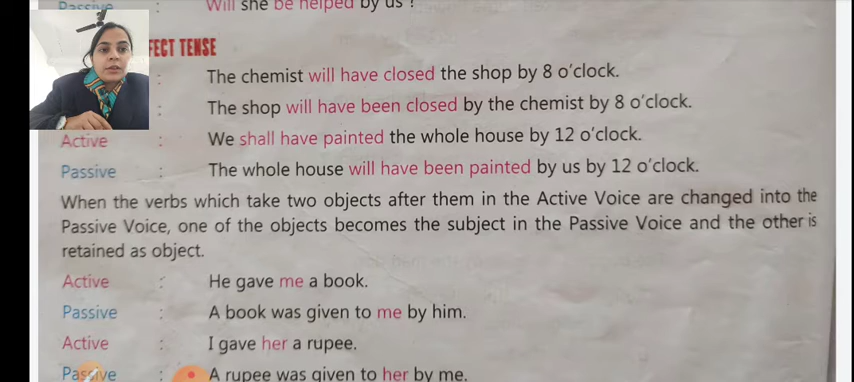 Passive : Will she be helped by us ?
FECT TENSE
: The chemist will have closed the shop by 8 o'clock.
: The shop will have been closed by the chemist by 8 o'clock.
Active : We shall have painted the whole house by 12 o'clock.
Passive : The whole house will have been painted by us by 12 o'clock.
When the verbs which take two objects after them in the Active Voice are changed into the
Passive Voice, one of the objects becomes the subject in the Passive Voice and the other is
retained as object.
Active : He gave me a book.
Passive : A book was given to me by him.
Active : I gave her a rupee.
Passive : A rupee was given to her by me.